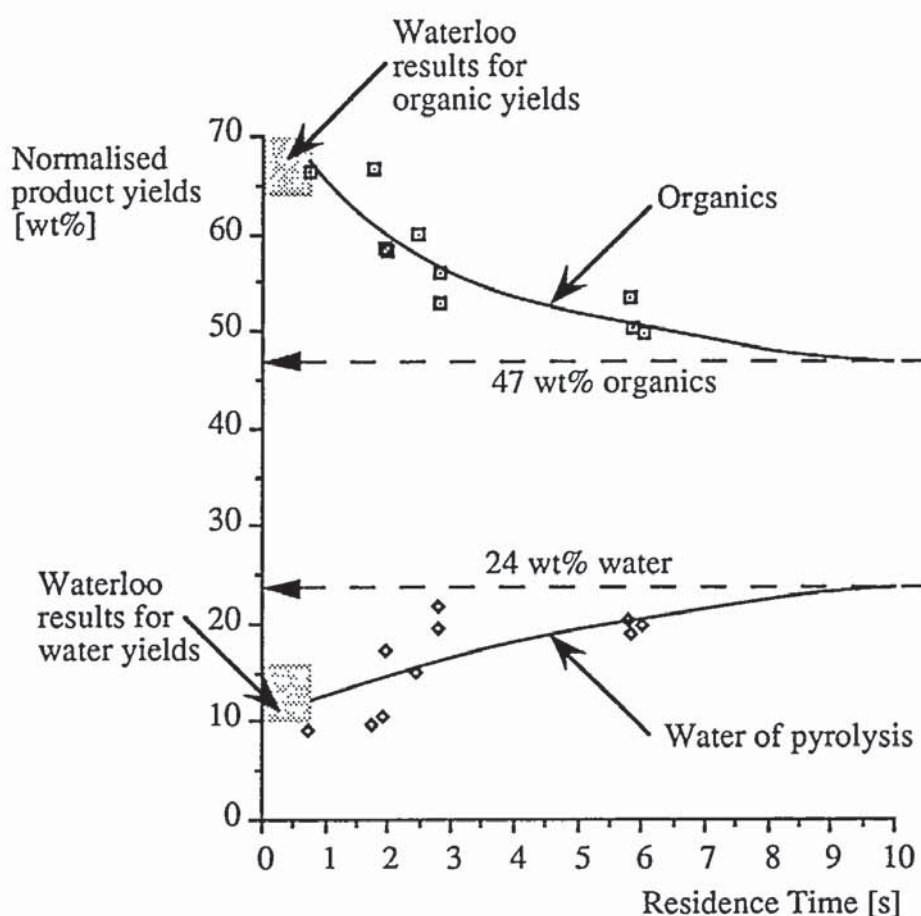 Waterloo
results for
organic yields
Normalised
product yields
[wt%]
70
60
50
40
30
20
10
0
Organics
47 wt% organics
24 wt% water
Waterloo
results for
water yields
Water of pyrolysis
0 1 2 3 4 5 6 7 8 9 10
Residence Time [s]